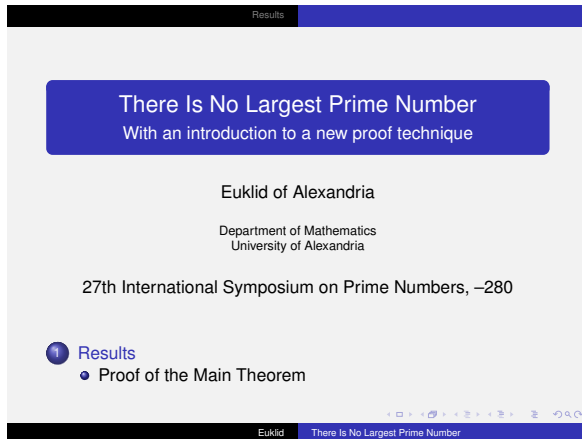 Results
There Is No Largest Prime Number
With an introduction to a new proof technique
Euklid of Alexandria
Department of Mathematics
University of Alexandria
27th International Symposium on Prime Numbers, –280
1 Results
Proof of the Main Theorem
Euklid There Is No Largest Prime Number